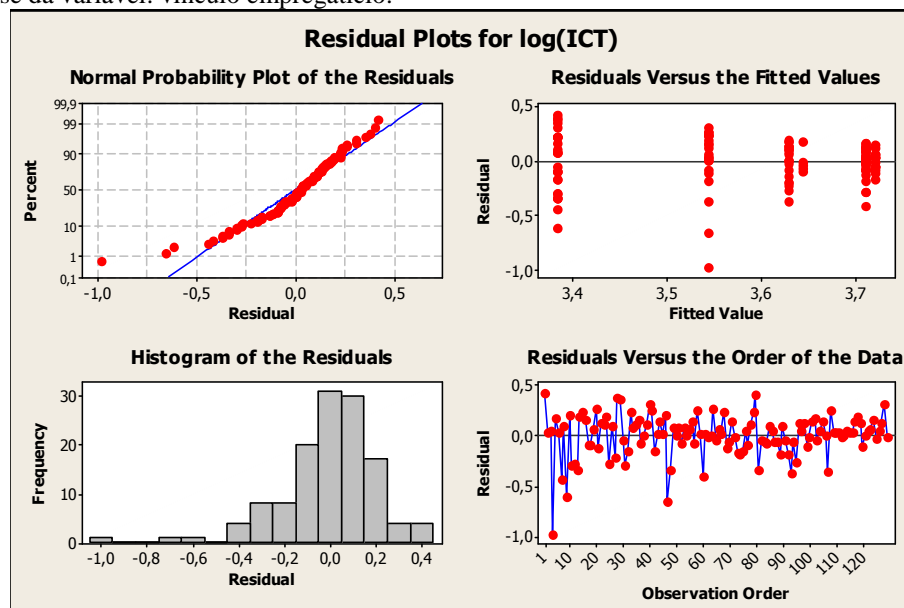 se da variável: vínculo empregatício.
Residual Plots for log(ICT)
Normal Probability Plot of the Residuals
99,9
99
90
50
10
1
0,1
Percent
-1,0 -0,5 0,0 0,5
Residual
Residuals Versus the Fitted Values
0,5
0,0
-0,5
-1,0
Residual
3,4 3,5 3,6 3,7
Fitted Value
Histogram of the Residuals
30
20
10
0
Frequency
-1,0 -0,8 -0,6 -0,4 -0,2 0,0 0,2 0,4
Residual
Residuals Versus the Order of the Data
0,5
0,0
-0,5
-1,0
Residual
1 10 20 30 40 50 60 70 80 90 100 110 120
Observation Order